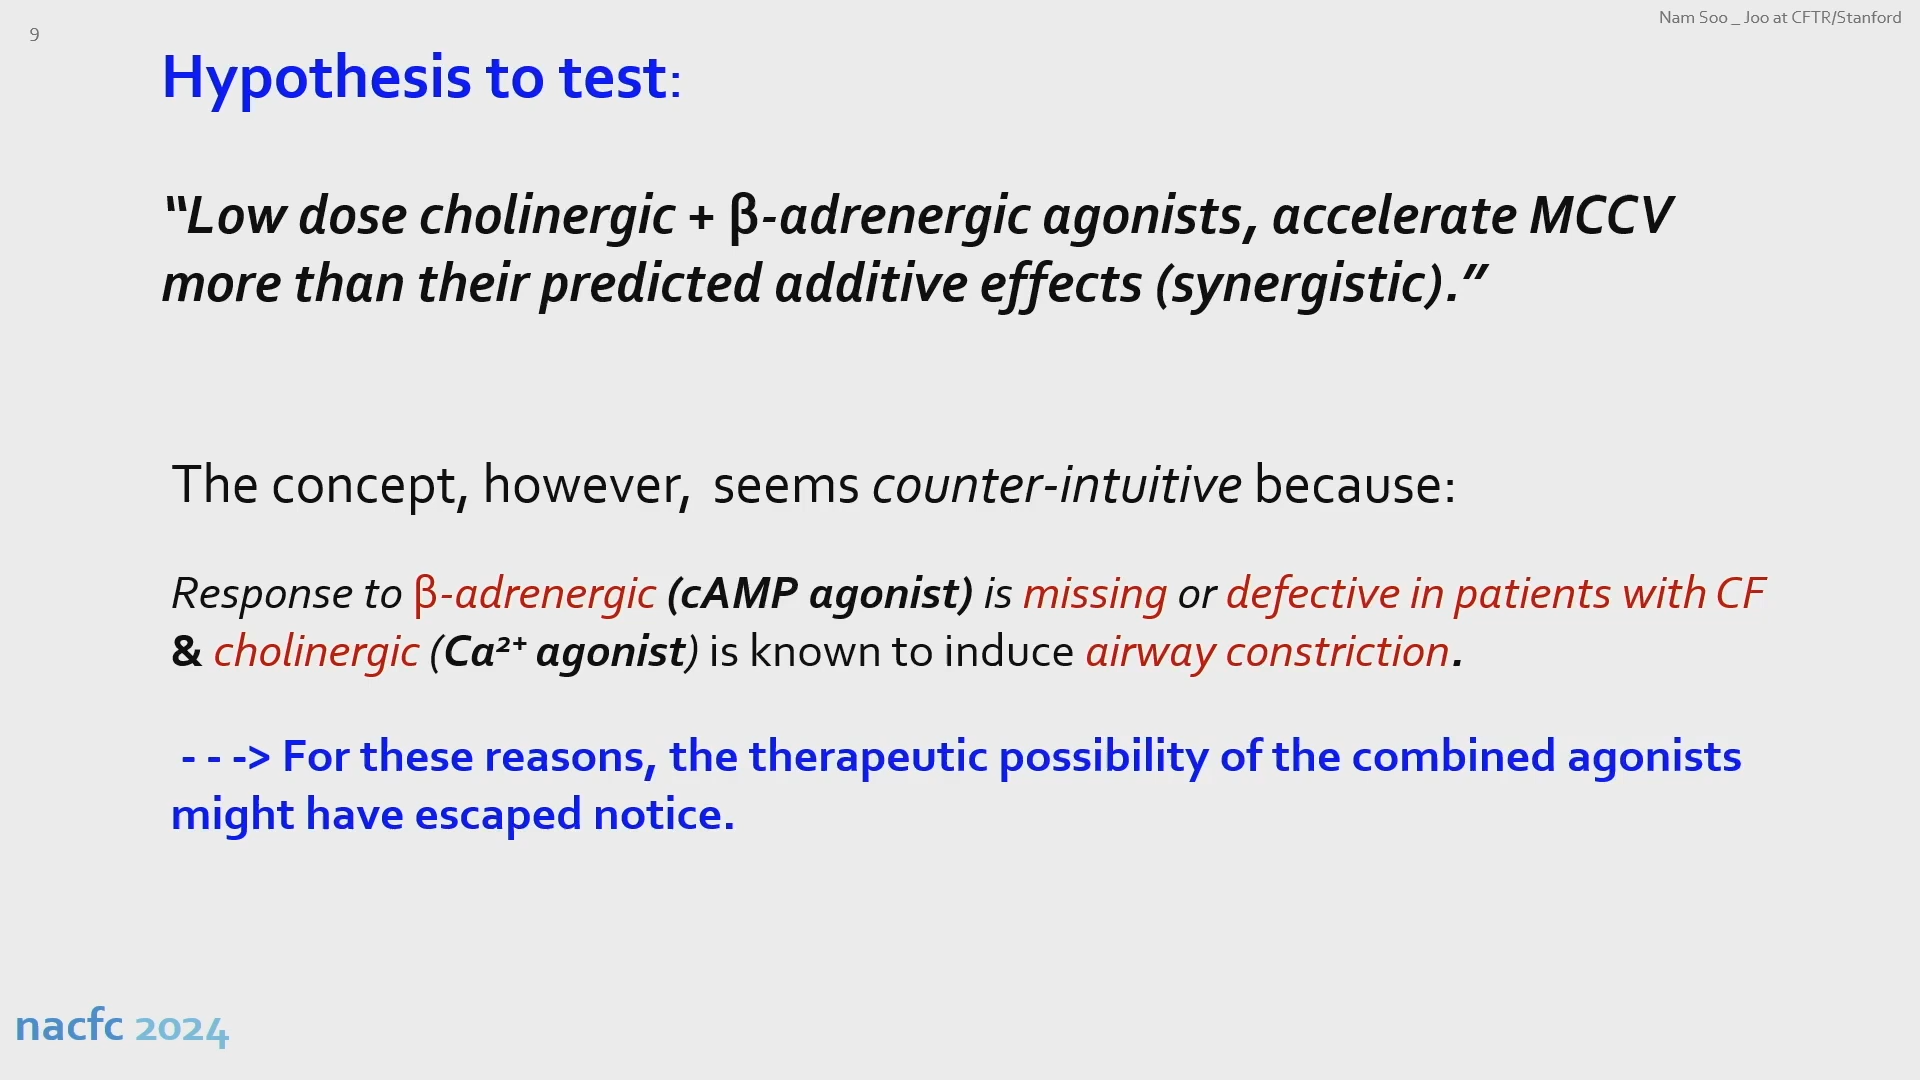 Nam Soo _ Joo at CFTR/Stanford
9
Hypothesis to test:
“Low dose cholinergic + β-adrenergic agonists, accelerate MCCV
more than their predicted additive effects (synergistic).”
The concept, however, seems counter-intuitive because:
Response to β-adrenergic (cAMP agonist) is missing or defective in patients with CF
& cholinergic (Ca²⁺ agonist) is known to induce airway constriction.
- - -> For these reasons, the therapeutic possibility of the combined agonists
might have escaped notice.
nacfc 2024